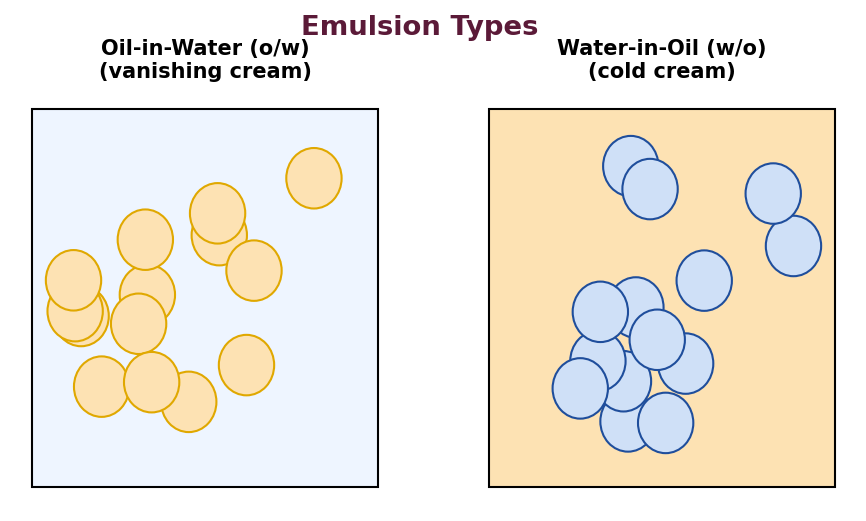 Emulsion Types
Oil-in-Water (o/w)
(vanishing cream)
Water-in-Oil (w/o)
(cold cream)